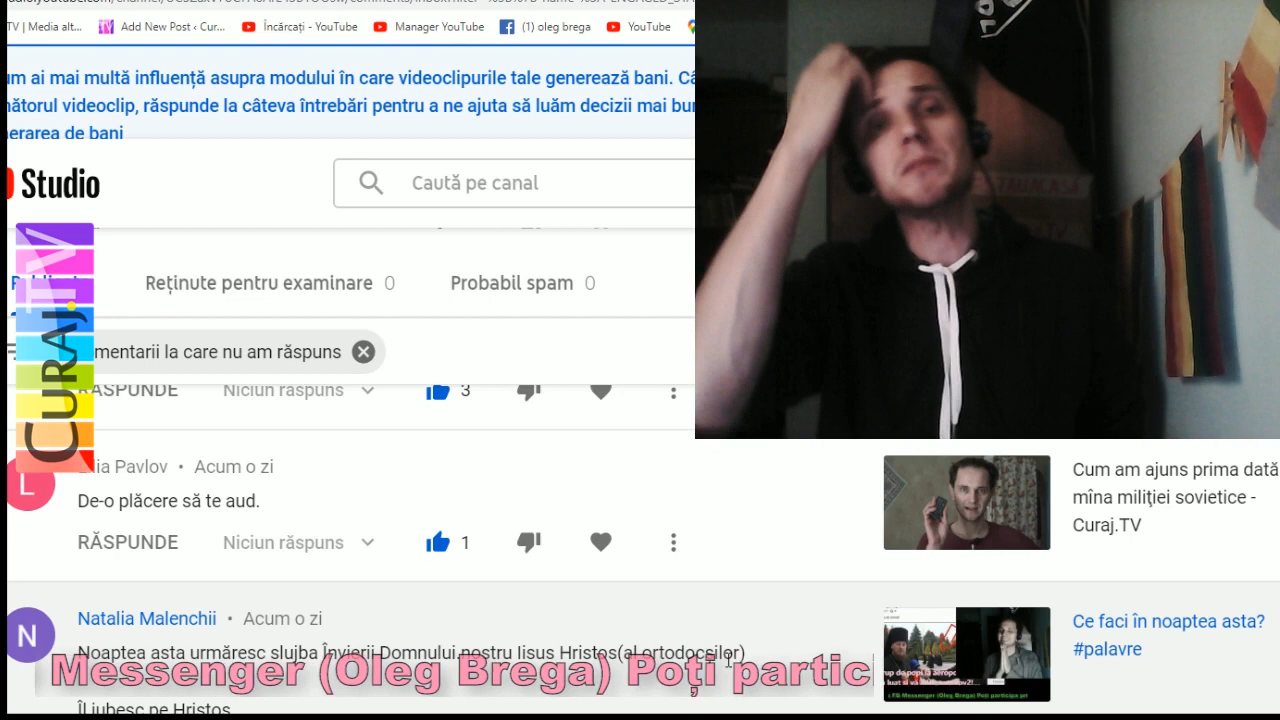 TV | Media alt... Add New Post ‹ Cur... Încărcați - YouTube Manager YouTube (1) oleg brega YouTube
um ai mai multă influență asupra modului în care videoclipurile tale generează bani. Câ
nătorul videoclip, răspunde la câteva întrebări pentru a ne ajuta să luăm decizii mai bun
nerarea de bani
Studio
Caută pe canal
Reținute pentru examinare 0 Probabil spam 0
CURAJ.TV
mentarii la care nu am răspuns
RĂSPUNDE Niciun răspuns 3
L
ilia Pavlov • Acum o zi
De-o plăcere să te aud.
RĂSPUNDE Niciun răspuns 1
Cum am ajuns prima dată
mîna miliției sovietice -
Curaj.TV
N
Natalia Malenchii • Acum o zi
Noaptea asta urmăresc slujba Învierii Domnului nostru Iisus Hristos(al ortodocșilor)
Îl iubesc pe Hristos
Ce faci în noaptea asta?
#palavre
Messenger (Oleg Brega) Poți partic